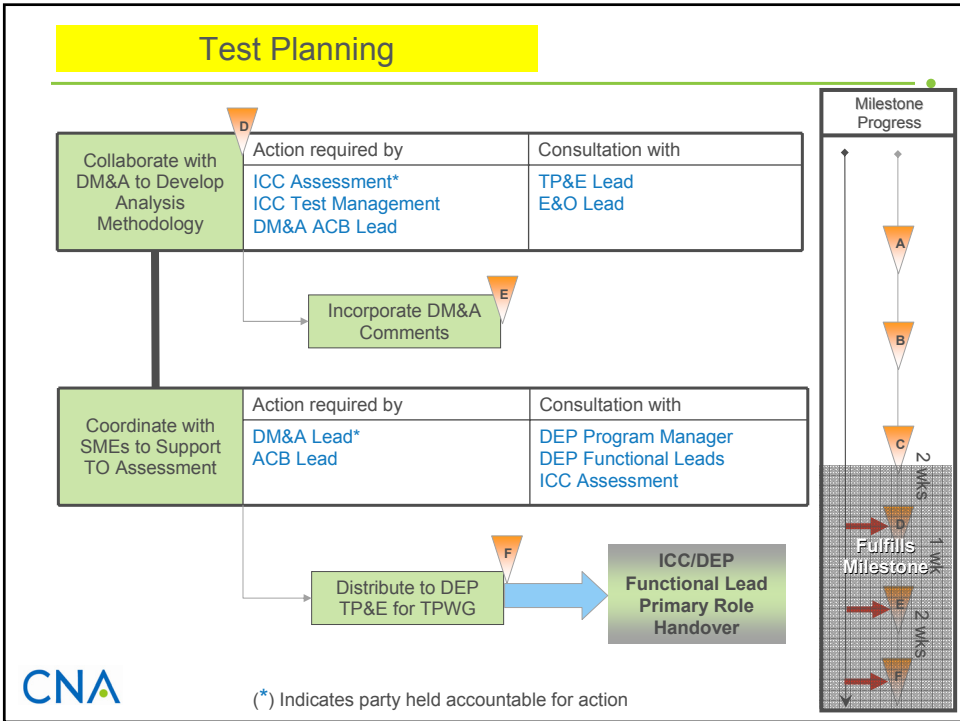 Test Planning
D
Collaborate with
DM&A to Develop
Analysis
Methodology
Action required by
Consultation with
ICC Assessment*
ICC Test Management
DM&A ACB Lead
TP&E Lead
E&O Lead
E
Incorporate DM&A
Comments
Coordinate with
SMEs to Support
TO Assessment
Action required by
Consultation with
DM&A Lead*
ACB Lead
DEP Program Manager
DEP Functional Leads
ICC Assessment
F
Distribute to DEP
TP&E for TPWG
ICC/DEP
Functional Lead
Primary Role
Handover
Milestone
Progress
A
B
C
2 wks
D
1 wk
Fulfills
Milestone
E
2 wks
F
CNA
(*) Indicates party held accountable for action